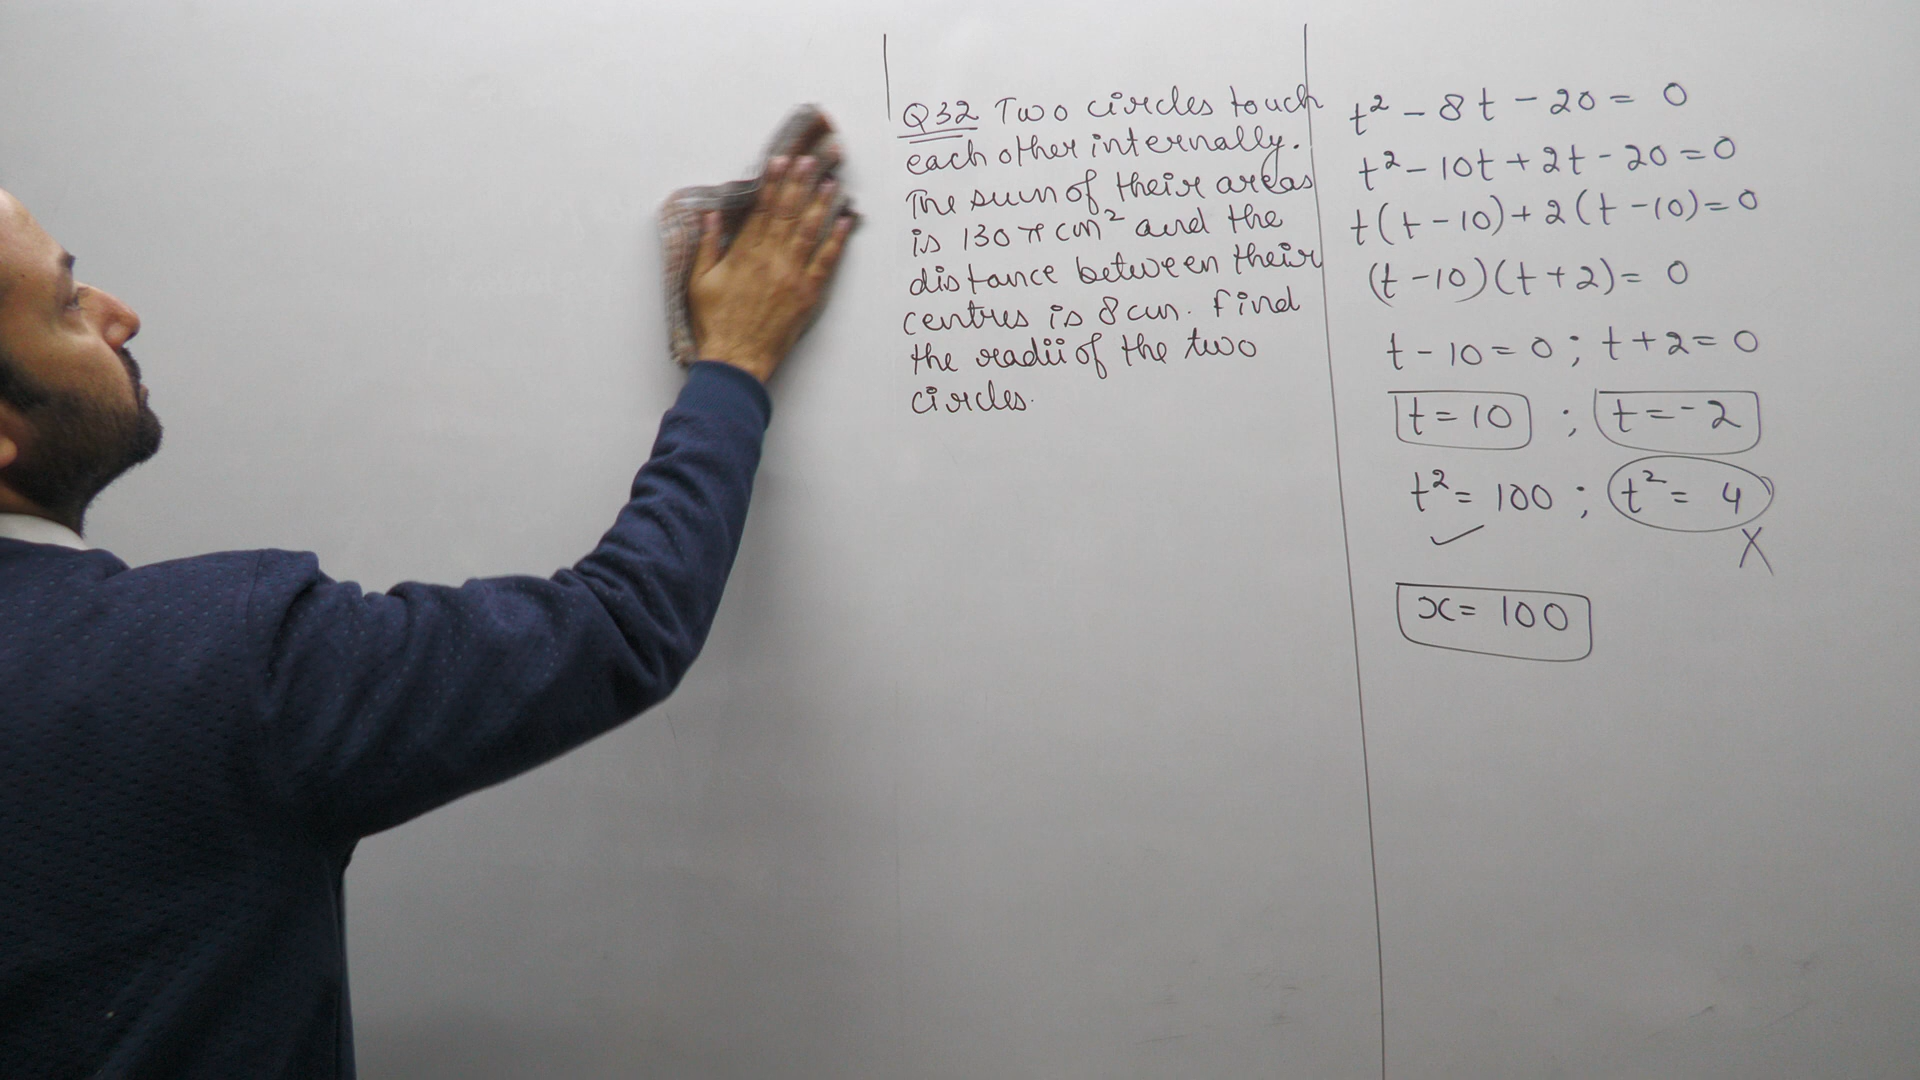 Q32 Two circles touch
each other internally.
The sum of their areas
is 130 π cm² and the
distance between their
centres is 8 cm. Find
the radii of the two
circles.
t² - 8t - 20 = 0
t² - 10t + 2t - 20 = 0
t(t - 10) + 2(t - 10) = 0
(t - 10)(t + 2) = 0
t - 10 = 0 ; t + 2 = 0
t = 10 ; t = -2
t² = 100 ; t² = 4
✓ X
x = 100